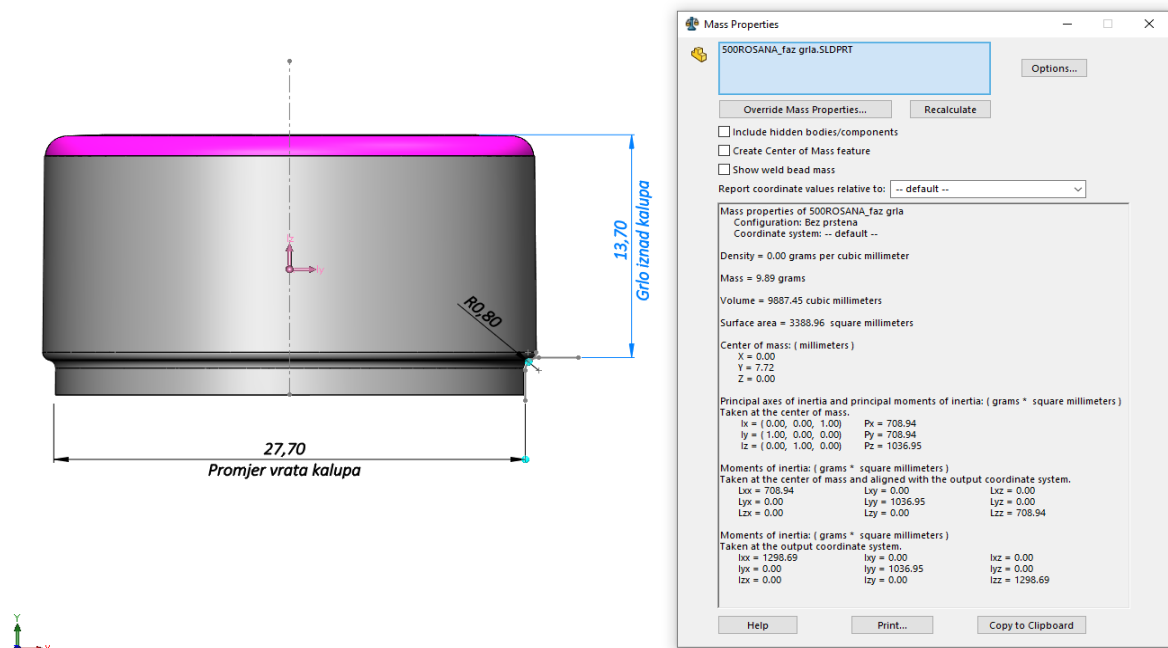 13,70
Grlo iznad kalupa
R0,80
27,70
Promjer vrata kalupa
Iz
Iy
Y
Mass Properties
500ROSANA_faz grla.SLDPRT
Options...
Override Mass Properties...
Recalculate
Include hidden bodies/components
Create Center of Mass feature
Show weld bead mass
Report coordinate values relative to: -- default --
Mass properties of 500ROSANA_faz grla
Configuration: Bez prstena
Coordinate system: -- default --
Density = 0.00 grams per cubic millimeter
Mass = 9.89 grams
Volume = 9887.45 cubic millimeters
Surface area = 3388.96 square millimeters
Center of mass: ( millimeters )
X = 0.00
Y = 7.72
Z = 0.00
Principal axes of inertia and principal moments of inertia: ( grams * square millimeters )
Taken at the center of mass.
Ix = ( 0.00, 0.00, 1.00) Px = 708.94
Iy = ( 1.00, 0.00, 0.00) Py = 708.94
Iz = ( 0.00, 1.00, 0.00) Pz = 1036.95
Moments of inertia: ( grams * square millimeters )
Taken at the center of mass and aligned with the output coordinate system.
Lxx = 708.94 Lxy = 0.00 Lxz = 0.00
Lyx = 0.00 Lyy = 1036.95 Lyz = 0.00
Lzx = 0.00 Lzy = 0.00 Lzz = 708.94
Moments of inertia: ( grams * square millimeters )
Taken at the output coordinate system.
Ixx = 1298.69 Ixy = 0.00 Ixz = 0.00
Iyx = 0.00 Iyy = 1036.95 Iyz = 0.00
Izx = 0.00 Izy = 0.00 Izz = 1298.69
Help
Print...
Copy to Clipboard